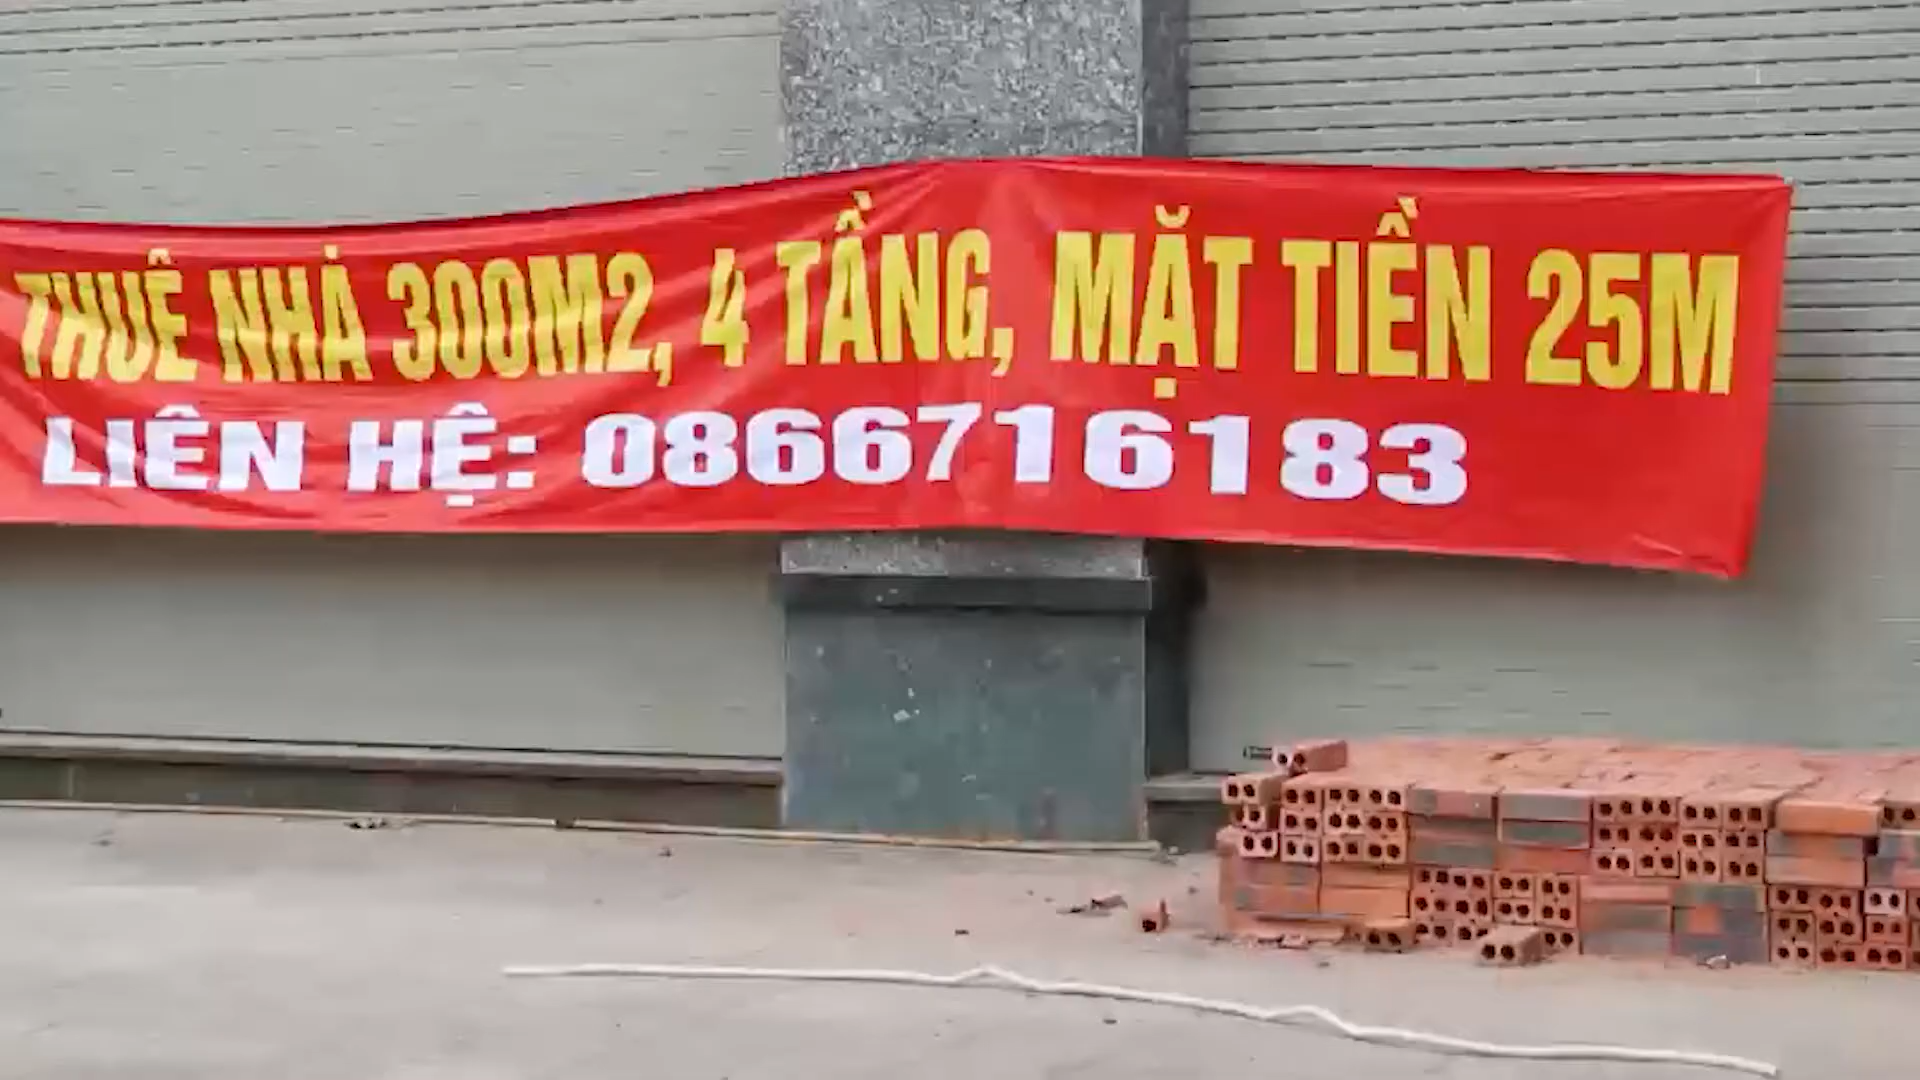 THUÊ NHÀ 300M2, 4 TẦNG, MẶT TIỀN 25M
LIÊN HỆ: 0866716183